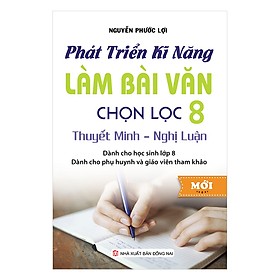 NGUYỄN PHƯỚC LỢI
Phát Triển Kĩ Năng
LÀM BÀI VĂN
CHỌN LỌC 8
Thuyết Minh - Nghị Luận
Dành cho học sinh lớp 8
Dành cho phụ huynh và giáo viên tham khảo
MỚI
NHÀ XUẤT BẢN ĐỒNG NAI